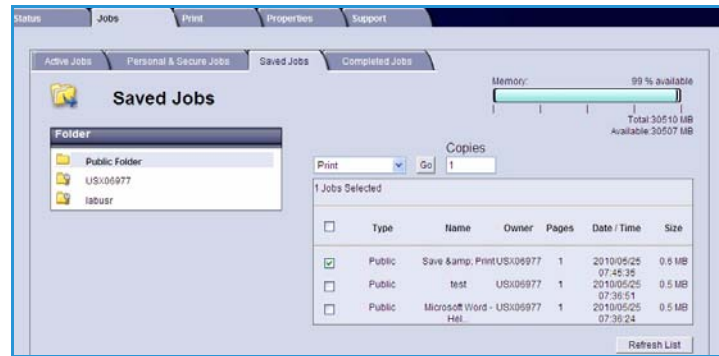 Status Jobs Print Properties Support
Active Jobs Personal & Secure Jobs Saved Jobs Completed Jobs
Saved Jobs
Memory: 99 % available
Total:30510 MB
Available:30507 MB
Folder
Public Folder
USX06977
labusr
Copies
Print Go 1
1 Jobs Selected
Type Name Owner Pages Date / Time Size
Public Save &amp; Print USX06977 1 2010/05/25 0.5 MB
07:45:35
Public test USX06977 1 2010/05/25 0.5 MB
07:36:51
Public Microsoft Word - USX06977 1 2010/05/25 0.5 MB
Hel... 07:36:24
Refresh List